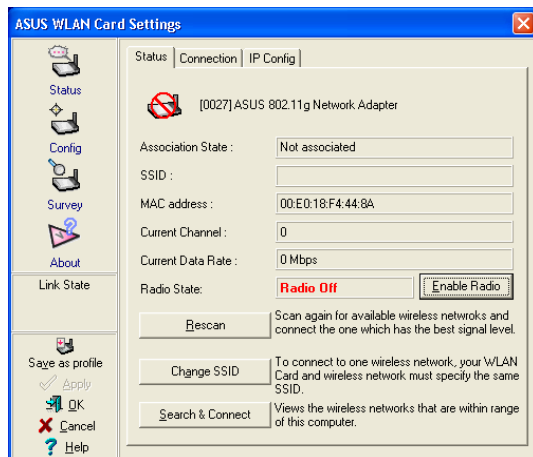 ASUS WLAN Card Settings
Status
Config
Survey
About
Link State
Save as profile
Apply
OK
Cancel
Help
Status Connection IP Config
[0027] ASUS 802.11g Network Adapter
Association State : Not associated
SSID :
MAC address : 00:E0:18:F4:44:8A
Current Channel : 0
Current Data Rate : 0 Mbps
Radio State: Radio Off Enable Radio
Rescan
Scan again for available wireless netwroks and
connect the one which has the best signal level.
Change SSID
To connect to one wireless network, your WLAN
Card and wireless network must specify the same
SSID.
Search & Connect
Views the wireless networks that are within range
of this computer.